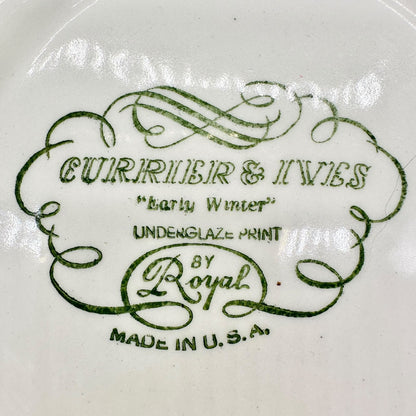 CURRIER & IVES
"Early Winter"
UNDERGLAZE PRINT
BY
Royal
MADE IN U.S.A.